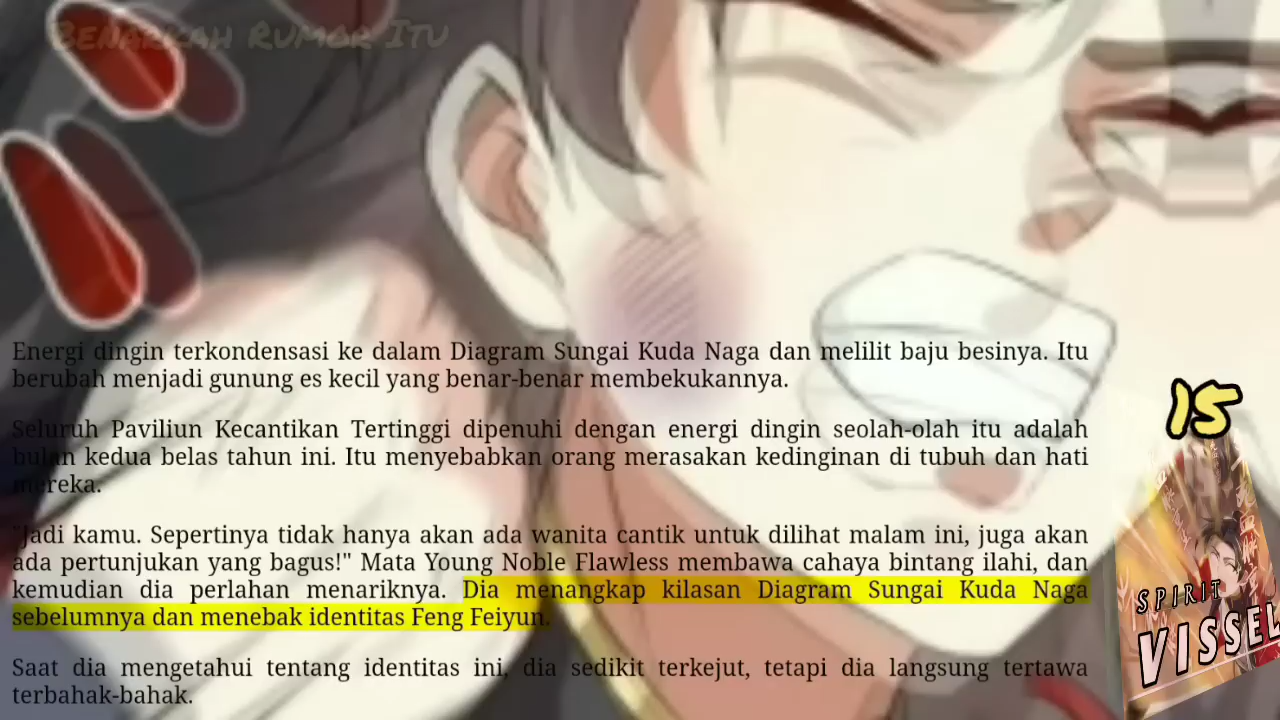 Benarkah Rumor Itu
Energi dingin terkondensasi ke dalam Diagram Sungai Kuda Naga dan melilit baju besinya. Itu
berubah menjadi gunung es kecil yang benar-benar membekukannya.
Seluruh Paviliun Kecantikan Tertinggi dipenuhi dengan energi dingin seolah-olah itu adalah
bulan kedua belas tahun ini. Itu menyebabkan orang merasakan kedinginan di tubuh dan hati
mereka.
"Jadi kamu. Sepertinya tidak hanya akan ada wanita cantik untuk dilihat malam ini, juga akan
ada pertunjukan yang bagus!" Mata Young Noble Flawless membawa cahaya bintang ilahi, dan
kemudian dia perlahan menariknya. Dia menangkap kilasan Diagram Sungai Kuda Naga
sebelumnya dan menebak identitas Feng Feiyun.
Saat dia mengetahui tentang identitas ini, dia sedikit terkejut, tetapi dia langsung tertawa
terbahak-bahak.
15
SPIRIT
VISSEL